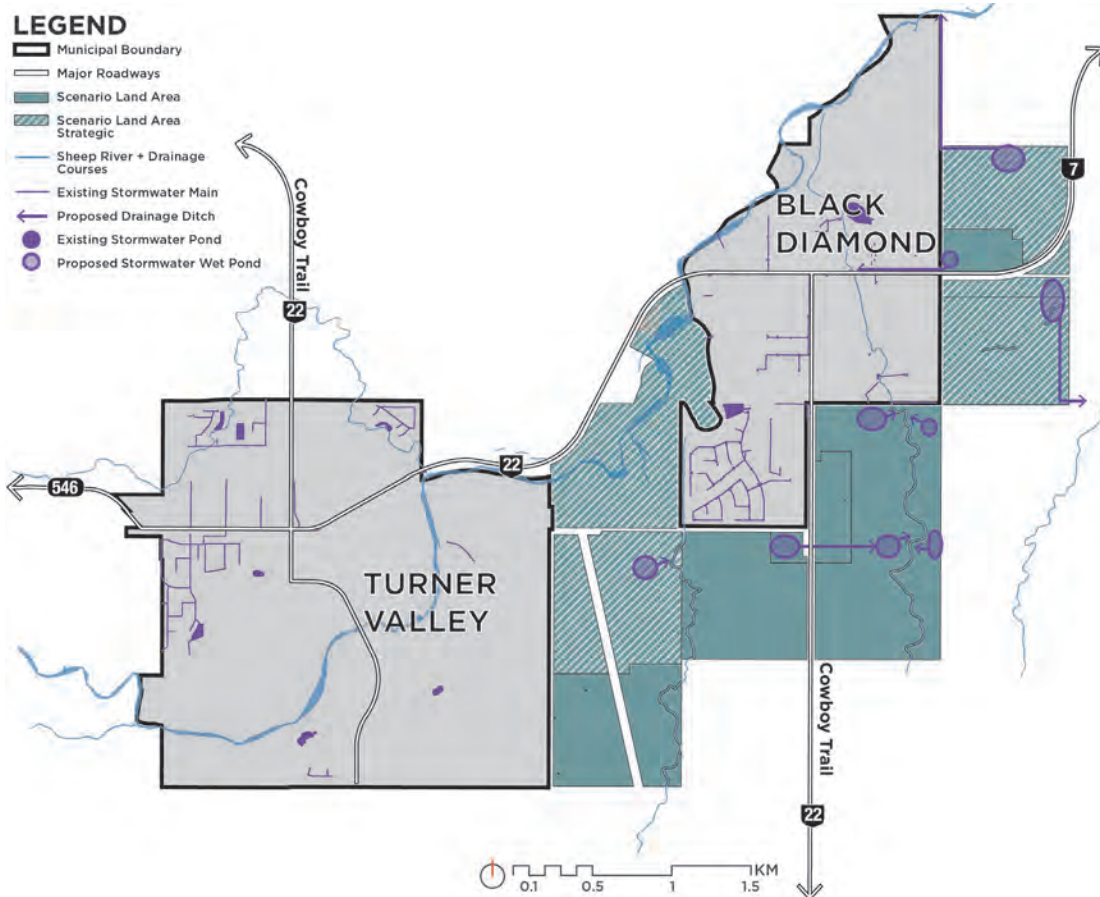 LEGEND
Municipal Boundary
Major Roadways
Scenario Land Area
Scenario Land Area
Strategic
Sheep River + Drainage
Courses
Existing Stormwater Main
Proposed Drainage Ditch
Existing Stormwater Pond
Proposed Stormwater Wet Pond
Cowboy Trail
22
7
BLACK
DIAMOND
22
546
TURNER
VALLEY
Cowboy Trail
22
KM
0.1
0.5
1
1.5